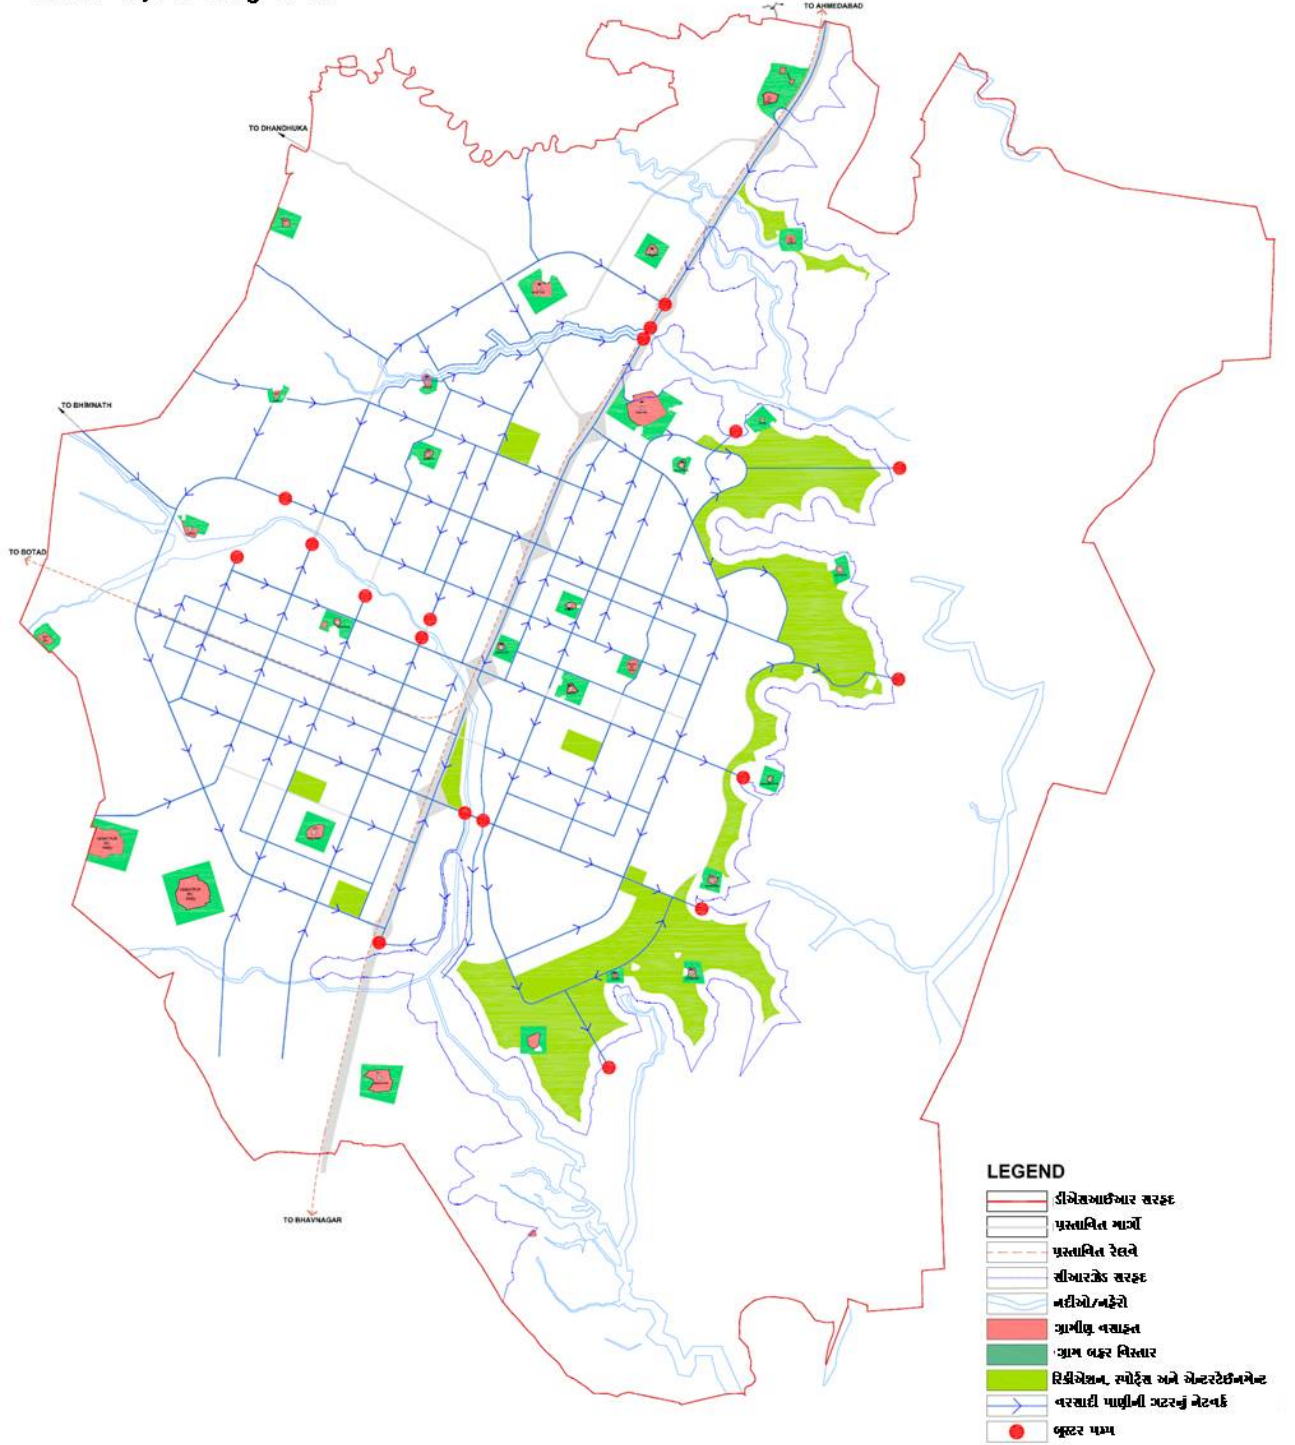 TO AHMEDABAD
TO DHANDHUKA
TO BHIMNATH
TO BOTAD
TO BHAVNAGAR
LEGEND
ડીએસઆઈઆર સરહદ
પ્રસ્તાવિત માર્ગો
પ્રસ્તાવિત રેલવે
સીઆરઝેડ સરહદ
નદીઓ/નહેરો
ગ્રામીણ વસાહત
ગ્રામ બફર વિસ્તાર
રિક્રીએશન, સ્પોર્ટ્સ અને એન્ટરટેઈનમેન્ટ
વરસાદી પાણીની ગટરનું નેટવર્ક
બૂસ્ટર પમ્પ